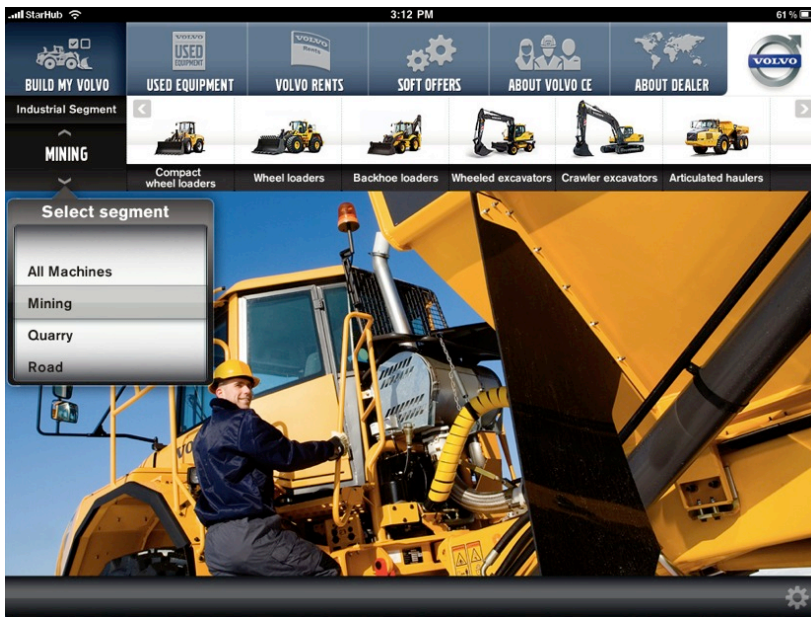 StarHub
3:12 PM
61%
BUILD MY VOLVO
VOLVO
USED
EQUIPMENT
USED EQUIPMENT
VOLVO
Rents
VOLVO RENTS
SOFT OFFERS
ABOUT VOLVO CE
ABOUT DEALER
VOLVO
Industrial Segment
MINING
Compact
wheel loaders
Wheel loaders
Backhoe loaders
Wheeled excavators
Crawler excavators
Articulated haulers
Select segment
All Machines
Mining
Quarry
Road